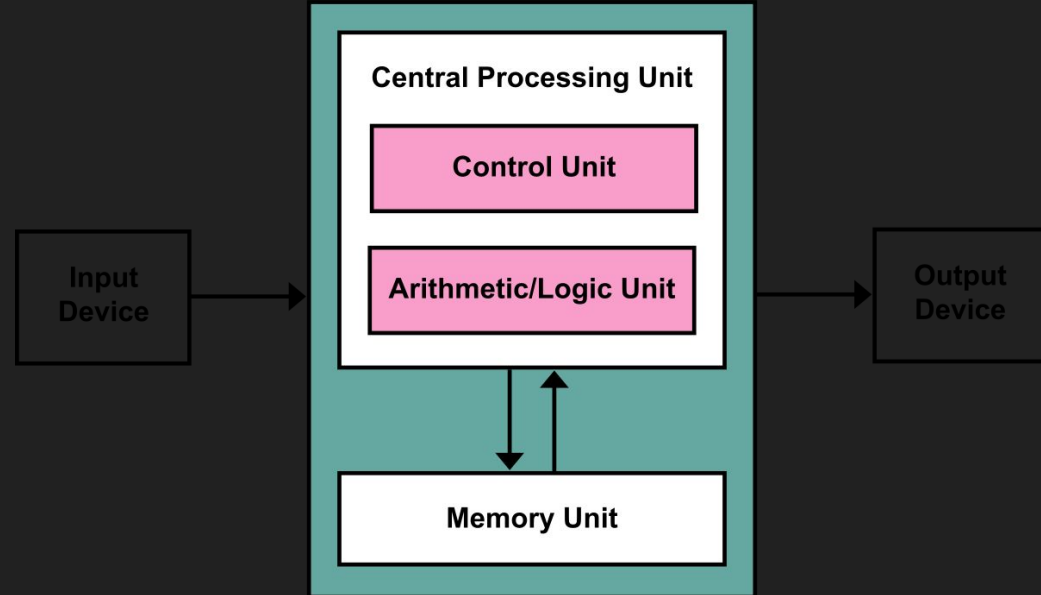 Central Processing Unit
Control Unit
Arithmetic/Logic Unit
Input
Device
Output
Device
Memory Unit